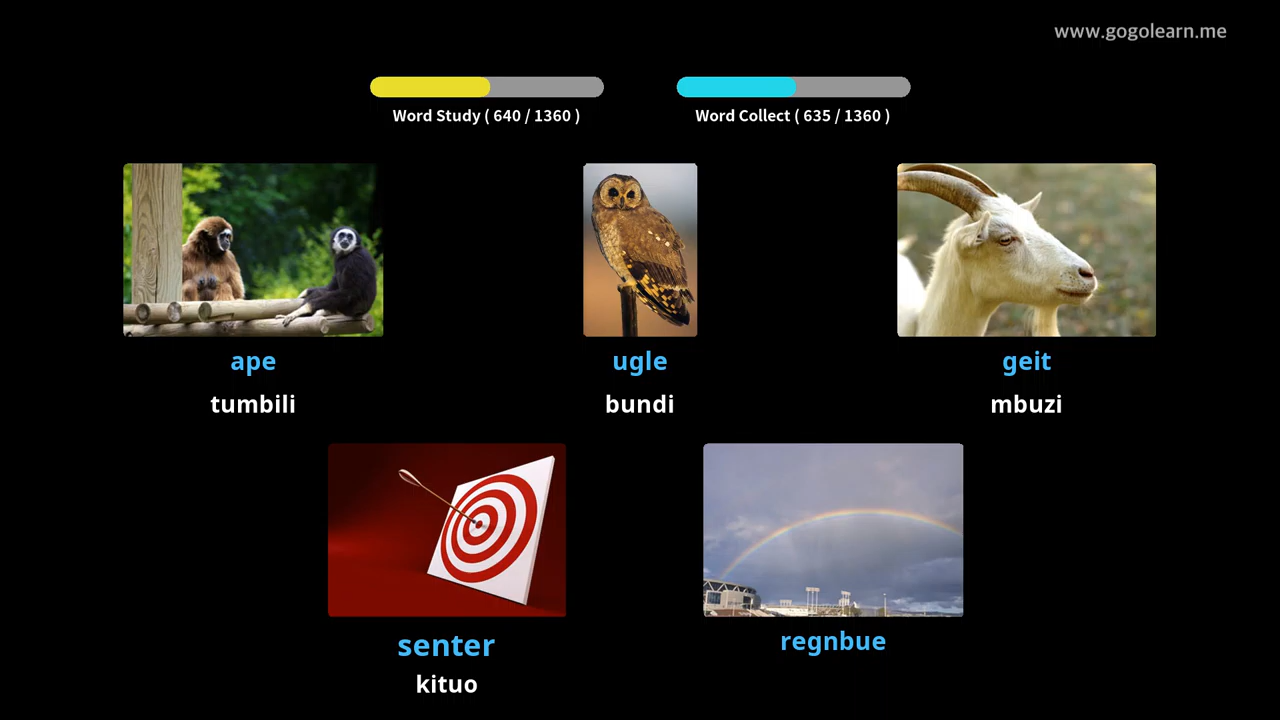 www.gogolearn.me
Word Study ( 640 / 1360 )
Word Collect ( 635 / 1360 )
ape
ugle
geit
tumbili
bundi
mbuzi
senter
regnbue
kituo